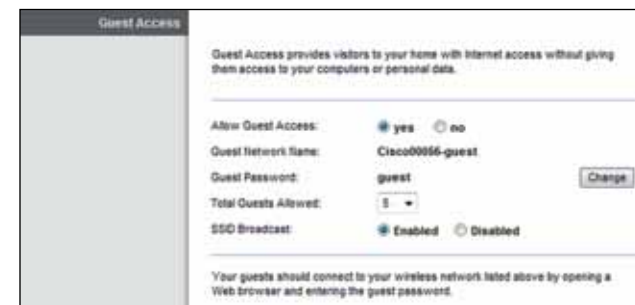 Guest Access
Guest Access provides visitors to your home with Internet access without giving
them access to your computers or personal data.
Allow Guest Access: yes no
Guest Network Name: Cisco00056-guest
Guest Password: guest Change
Total Guests Allowed: 5
SSID Broadcast: Enabled Disabled
Your guests should connect to your wireless network listed above by opening a
Web browser and entering the guest password.